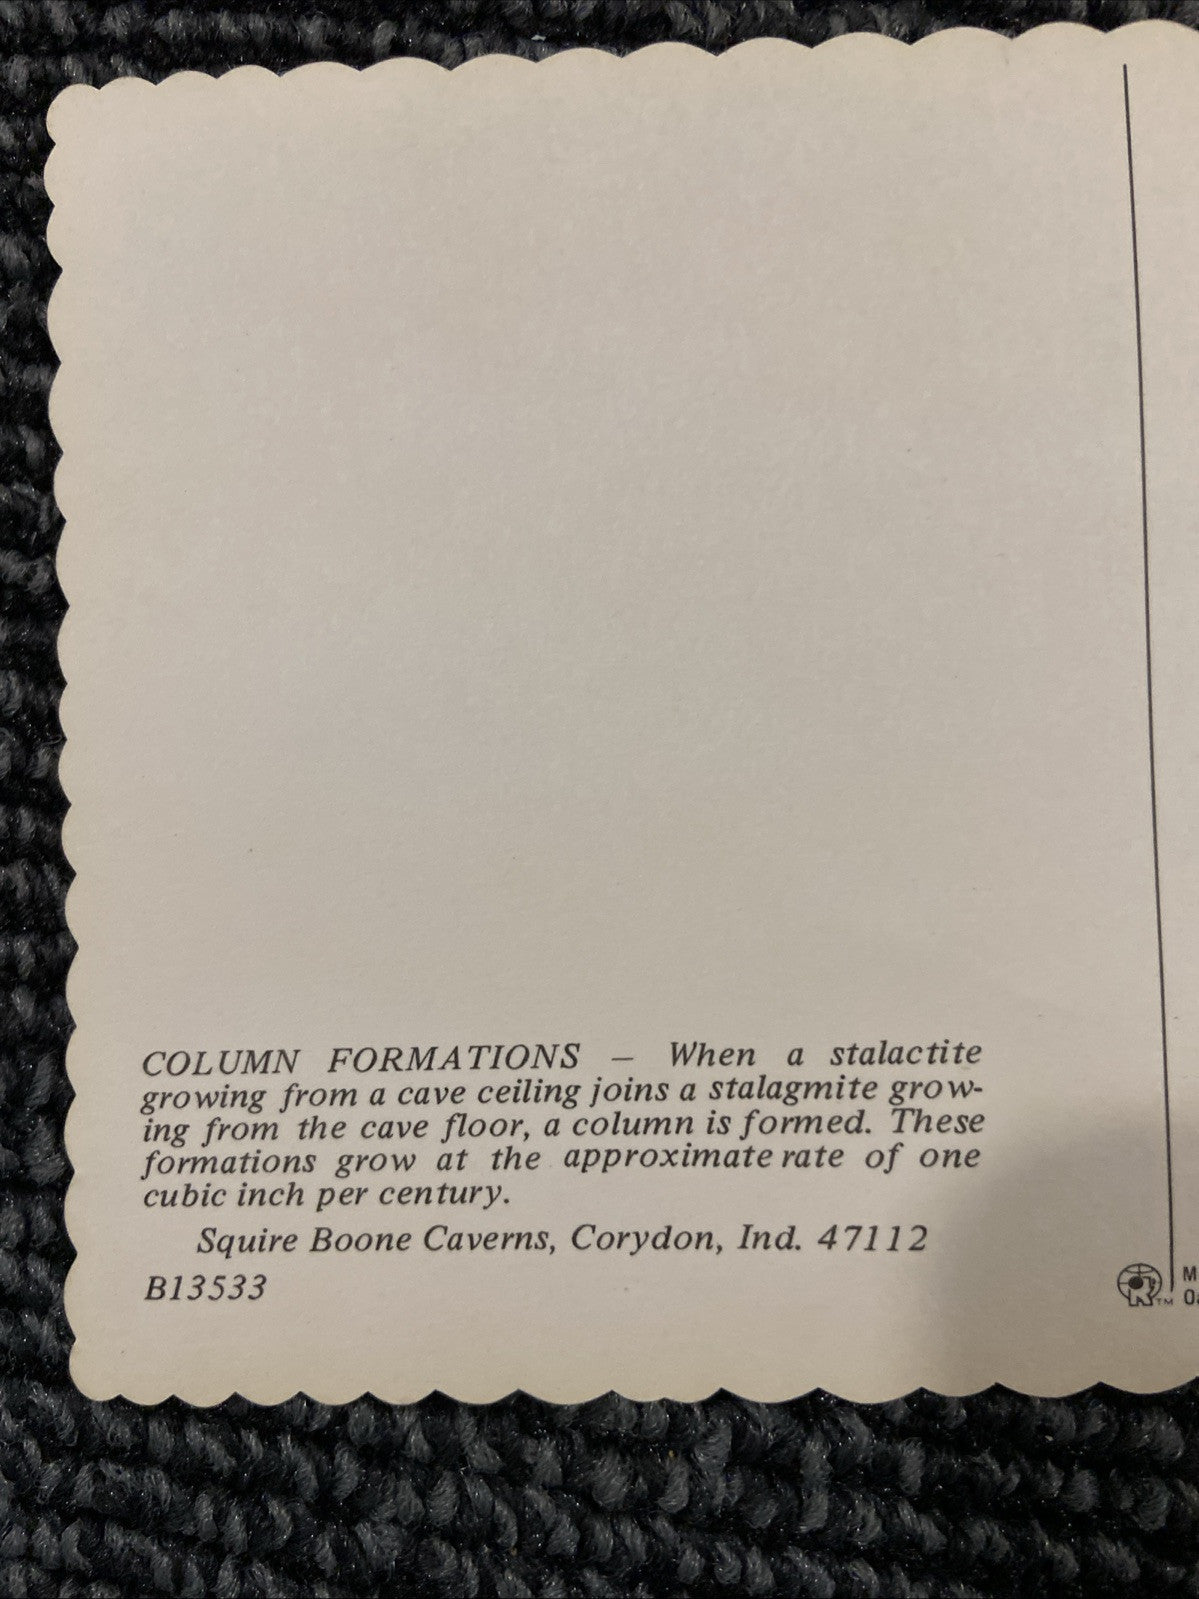 COLUMN FORMATIONS — When a stalactite
growing from a cave ceiling joins a stalagmite grow-
ing from the cave floor, a column is formed. These
formations grow at the approximate rate of one
cubic inch per century.
Squire Boone Caverns, Corydon, Ind. 47112
B13533
R TM